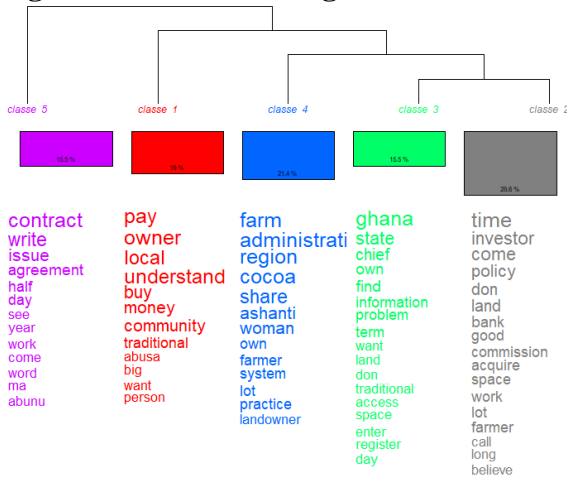 classe 5
classe 1
classe 4
classe 3
classe 2
15.5 %
19 %
21.4 %
15.5 %
28.6 %
contract
write
issue
agreement
half
day
see
year
work
come
word
ma
abunu
pay
owner
local
understand
buy
money
community
traditional
abusa
big
want
person
farm
administrati
region
cocoa
share
ashanti
woman
own
farmer
system
lot
practice
landowner
ghana
state
chief
own
find
information
problem
term
want
land
don
traditional
access
space
enter
register
day
time
investor
come
policy
don
land
bank
good
commission
acquire
space
work
lot
farmer
call
long
believe